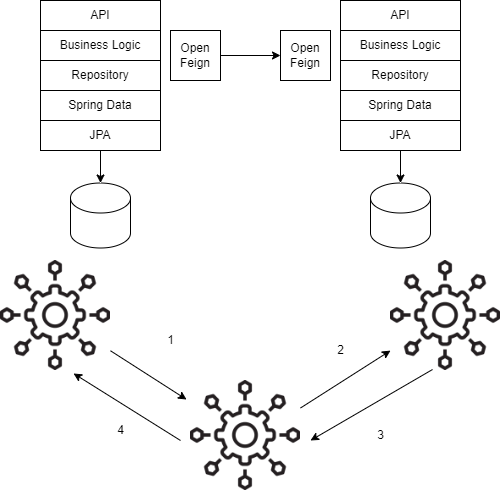 API
Business Logic
Repository
Spring Data
JPA
Open
Feign
Open
Feign
API
Business Logic
Repository
Spring Data
JPA
1
2
4
3